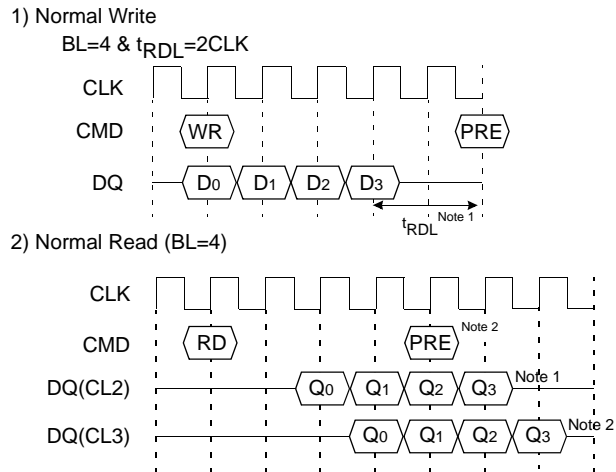 1) Normal Write
BL=4 & tRDL=2CLK
CLK
CMD WR PRE
DQ D0 D1 D2 D3
tRDL Note 1
2) Normal Read (BL=4)
CLK
CMD RD PRE Note 2
DQ(CL2) Q0 Q1 Q2 Q3 Note 1
DQ(CL3) Q0 Q1 Q2 Q3 Note 2